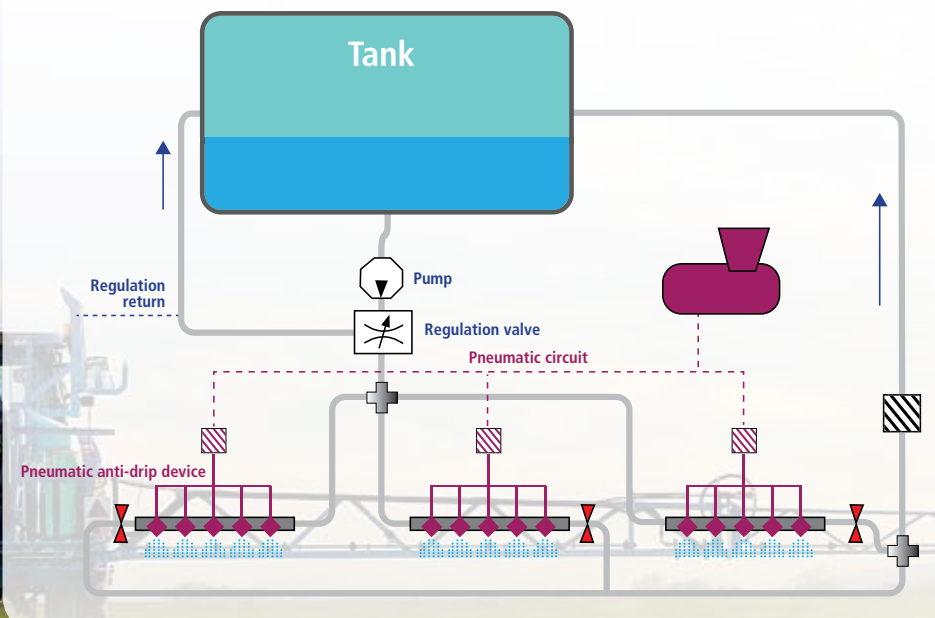 Tank
Pump
Regulation
return
Regulation valve
Pneumatic circuit
Pneumatic anti-drip device